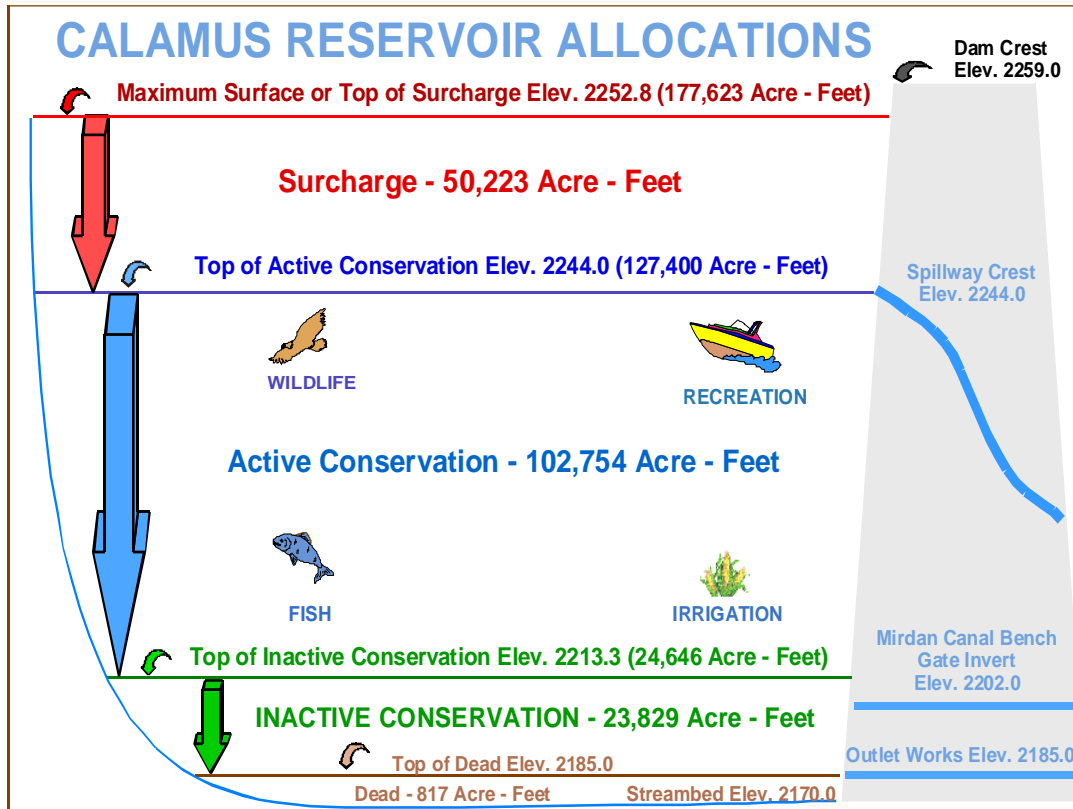 CALAMUS RESERVOIR ALLOCATIONS
Dam Crest
Elev. 2259.0
Maximum Surface or Top of Surcharge Elev. 2252.8 (177,623 Acre - Feet)
Surcharge - 50,223 Acre - Feet
Top of Active Conservation Elev. 2244.0 (127,400 Acre - Feet)
Spillway Crest
Elev. 2244.0
WILDLIFE
RECREATION
Active Conservation - 102,754 Acre - Feet
FISH
IRRIGATION
Mirdan Canal Bench
Gate Invert
Elev. 2202.0
Top of Inactive Conservation Elev. 2213.3 (24,646 Acre - Feet)
INACTIVE CONSERVATION - 23,829 Acre - Feet
Top of Dead Elev. 2185.0
Outlet Works Elev. 2185.0
Dead - 817 Acre - Feet
Streambed Elev. 2170.0